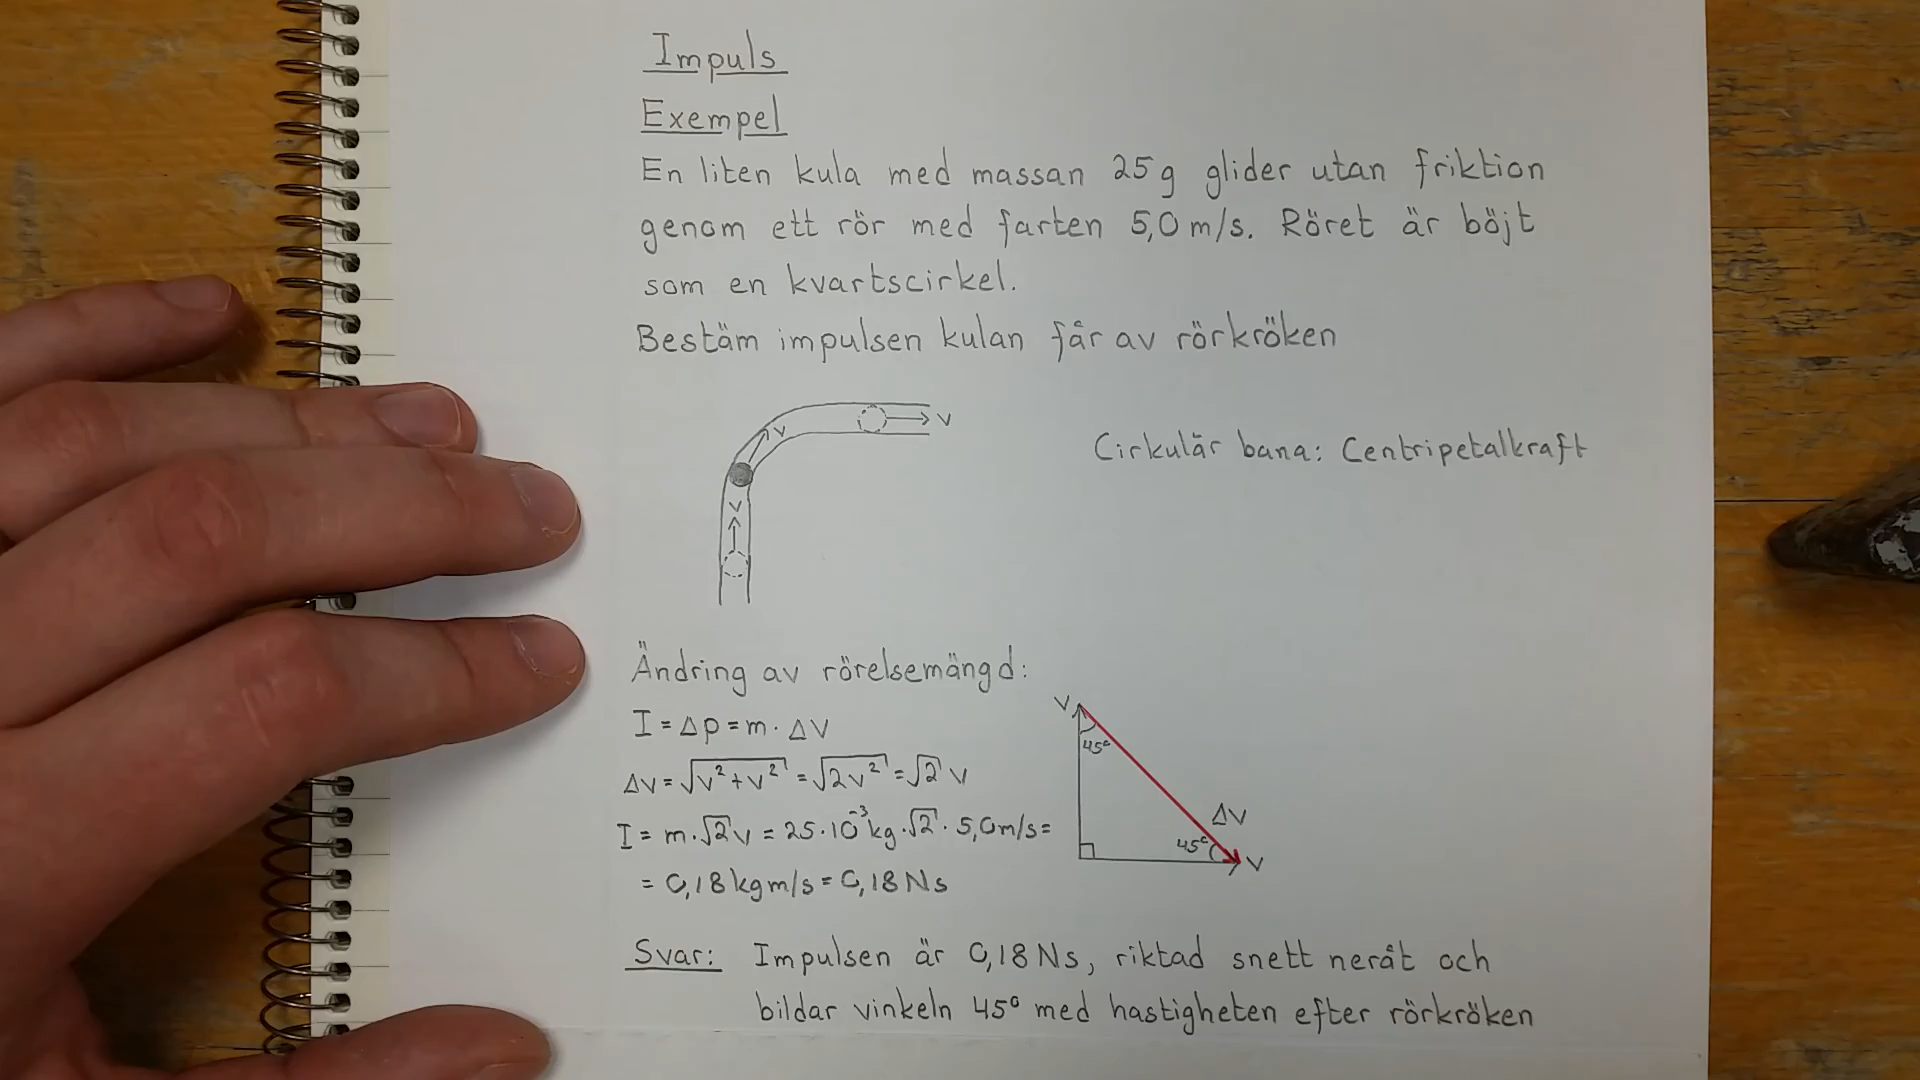 Impuls
Exempel
En liten kula med massan 25g glider utan friktion
genom ett rör med farten 5,0 m/s. Röret är böjt
som en kvartscirkel.
Bestäm impulsen kulan får av rörkröken
v
v
Cirkulär bana: Centripetalkraft
v
Ändring av rörelsemängd:
I = Δp = m · Δv
Δv = √(v² + v²) = √(2v²) = √2 v
I = m · √2 v = 25 · 10⁻³ kg · √2 · 5,0 m/s =
= 0,18 kgm/s = 0,18 Ns
v
45°
Δv
45°
v
Svar: Impulsen är 0,18 Ns, riktad snett neråt och
bildar vinkeln 45° med hastigheten efter rörkröken